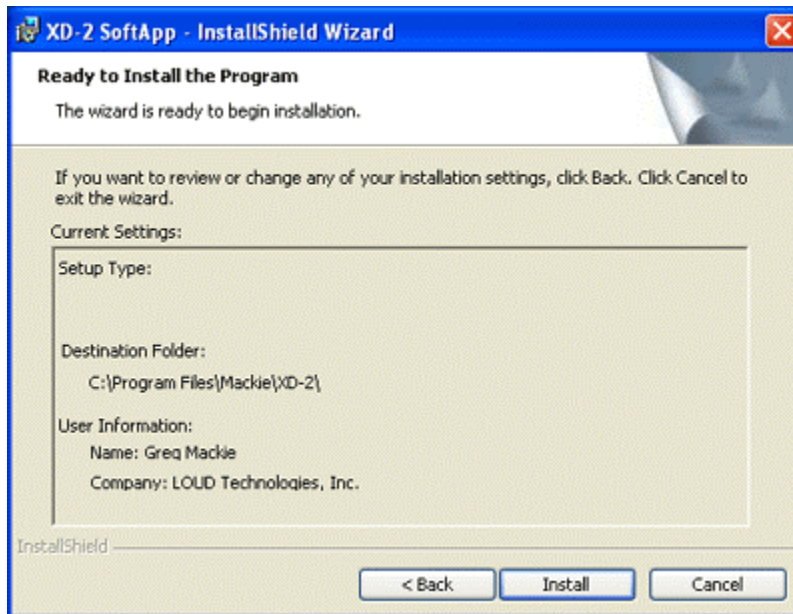 XD-2 SoftApp - InstallShield Wizard
Ready to Install the Program
The wizard is ready to begin installation.
If you want to review or change any of your installation settings, click Back. Click Cancel to
exit the wizard.
Current Settings:
Setup Type:
Destination Folder:
C:\Program Files\Mackie\XD-2\
User Information:
Name: Greg Mackie
Company: LOUD Technologies, Inc.
InstallShield
< Back
Install
Cancel